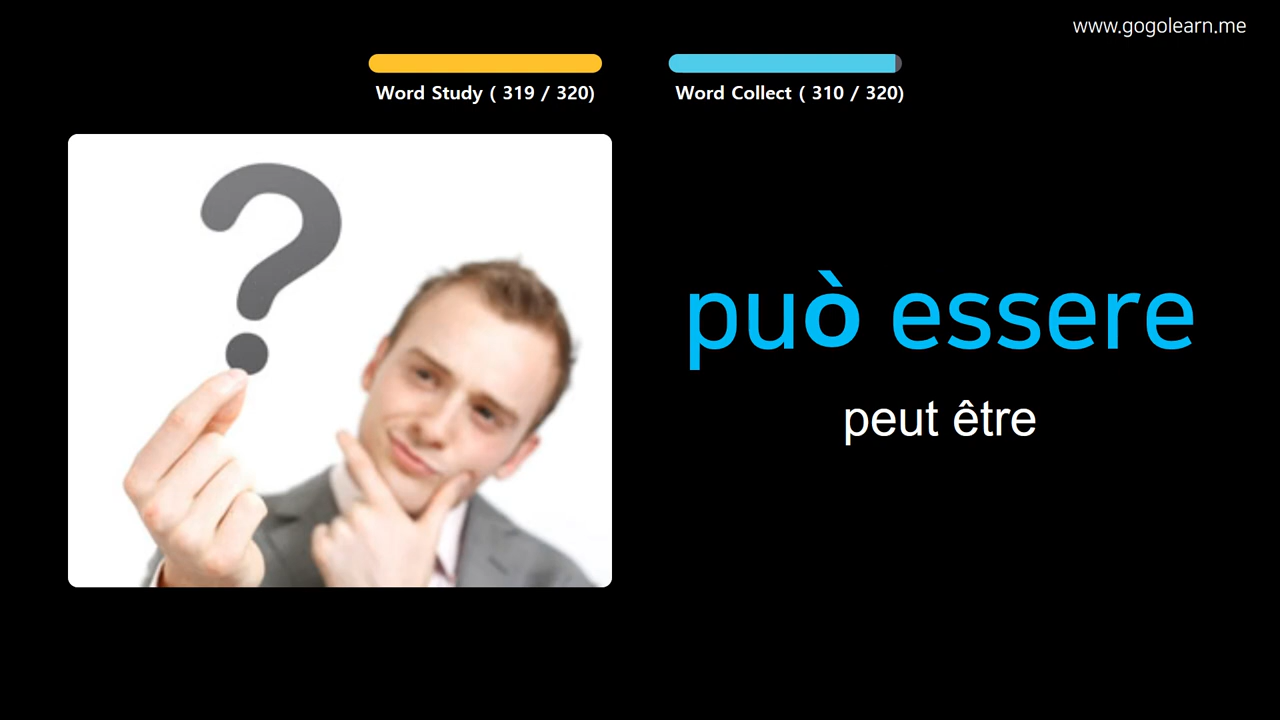 www.gogolearn.me
Word Study ( 319 / 320)
Word Collect ( 310 / 320)
?
può essere
peut être